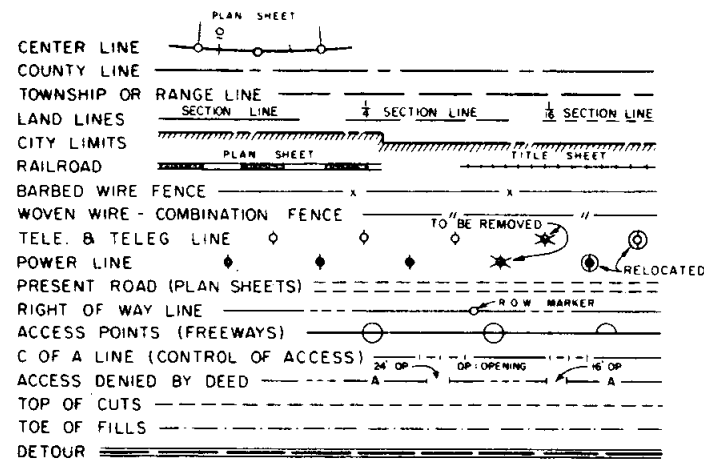 PLAN SHEET
CENTER LINE
COUNTY LINE
TOWNSHIP OR RANGE LINE
LAND LINES SECTION LINE 1/4 SECTION LINE 1/16 SECTION LINE
CITY LIMITS
RAILROAD PLAN SHEET TITLE SHEET
BARBED WIRE FENCE x x
WOVEN WIRE - COMBINATION FENCE
TO BE REMOVED
TELE. & TELEG LINE
POWER LINE
RELOCATED
PRESENT ROAD (PLAN SHEETS)
RIGHT OF WAY LINE R.O.W MARKER
ACCESS POINTS (FREEWAYS)
C OF A LINE (CONTROL OF ACCESS)
24' OP OP=OPENING 16' OP
ACCESS DENIED BY DEED A A
TOP OF CUTS
TOE OF FILLS
DETOUR